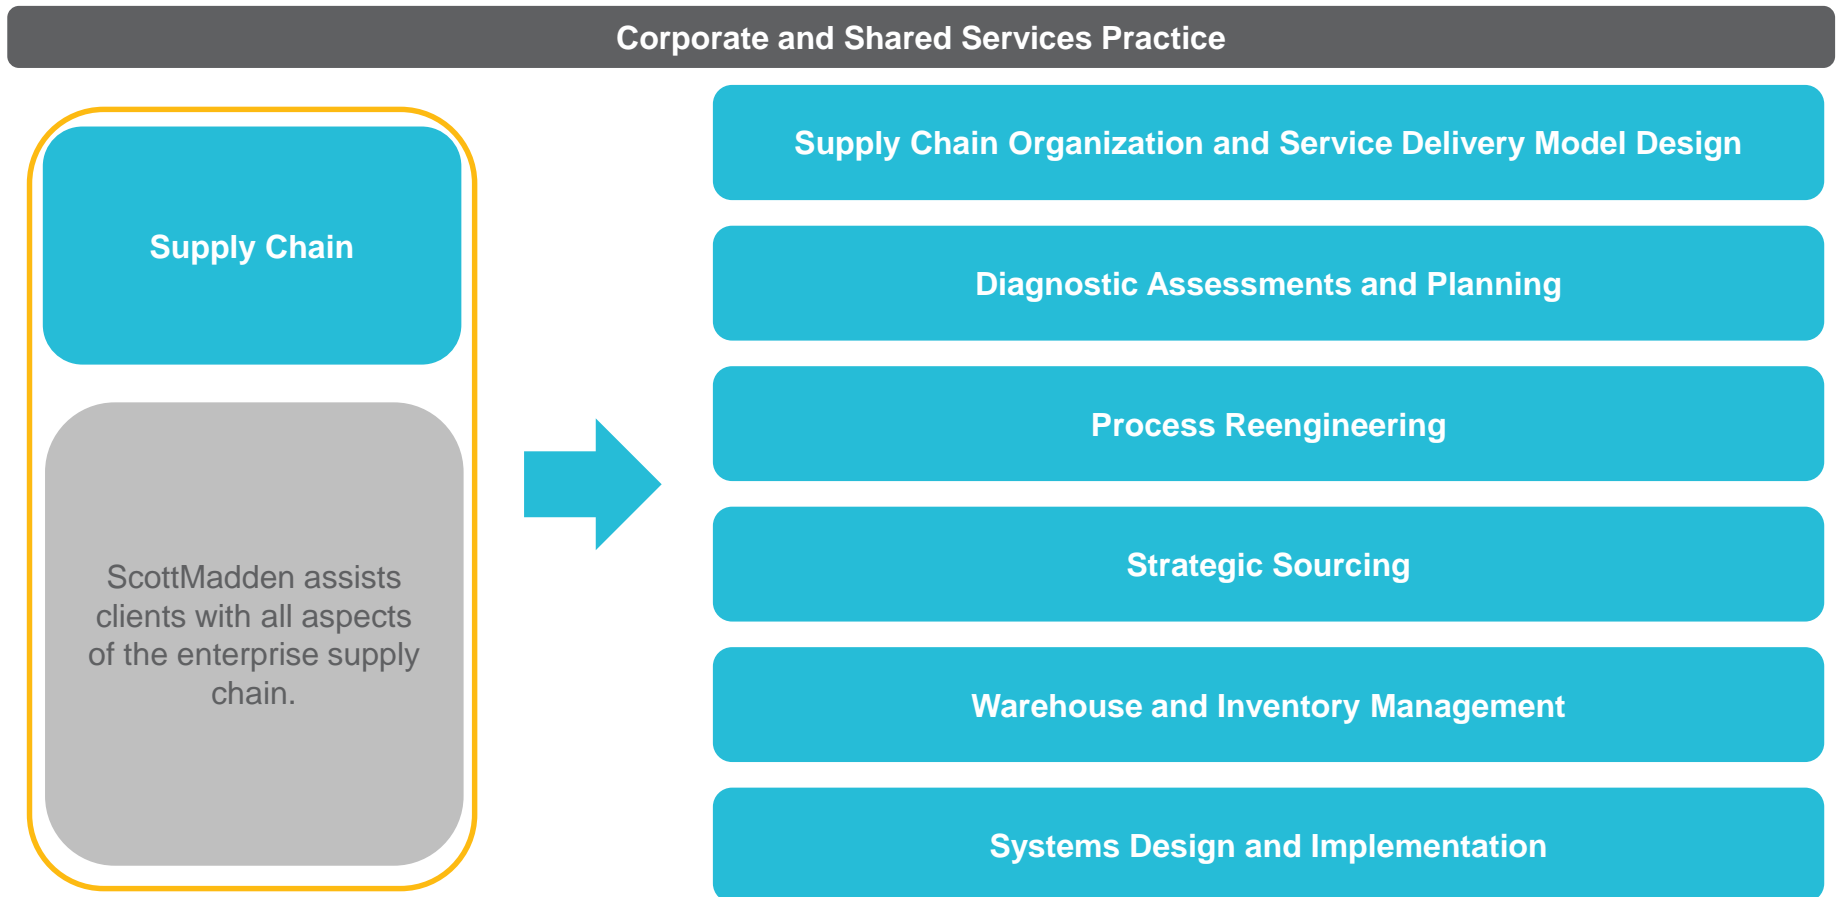 Corporate and Shared Services Practice
Supply Chain
ScottMadden assists
clients with all aspects
of the enterprise supply
chain.
Supply Chain Organization and Service Delivery Model Design
Diagnostic Assessments and Planning
Process Reengineering
Strategic Sourcing
Warehouse and Inventory Management
Systems Design and Implementation